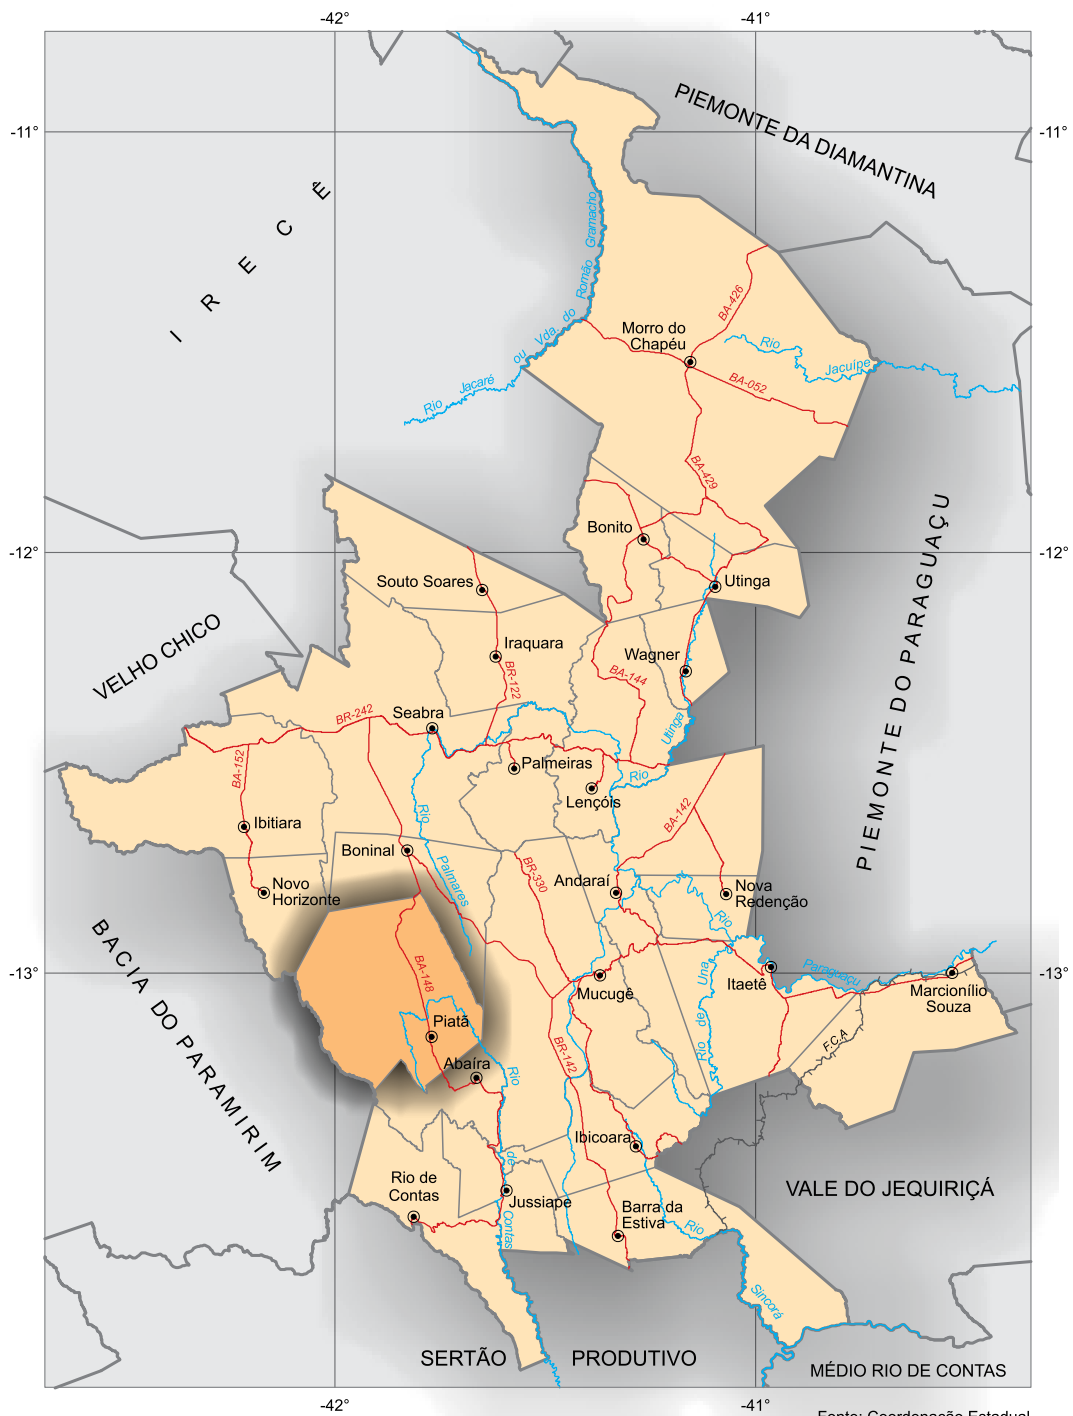 -42°
-41°
-11°
-11°
PIEMONTE DA DIAMANTINA
I R E C Ê
Rio Jacaré ou Vda. do Romão Gramacho
BA-426
Morro do
Chapéu
Rio Jacuípe
BA-052
BA-429
-12°
-12°
Bonito
Utinga
Souto Soares
Iraquara
Wagner
BR-122
BA-144
VELHO CHICO
PIEMONTE DO PARAGUAÇU
Seabra
BR-242
Rio Utinga
BA-152
Palmeiras
Lençóis
BA-142
Ibitiara
Rio Palmares
Boninal
BR-330
Andaraí
Novo
Horizonte
Nova
Redenção
Rio Paraguaçu
BACIA DO PARAMIRIM
-13°
-13°
BA-148
Mucugê
Itaetê
Marcionílio
Souza
Rio de Una
Piatã
F.C.A
BR-142
Abaíra
Rio de Contas
Ibicoara
Rio de
Contas
Jussiape
Barra da
Estiva
Rio Sincorá
VALE DO JEQUIRIÇÁ
SERTÃO PRODUTIVO
MÉDIO RIO DE CONTAS
-42°
-41°
Fonte: Coordenação Estadual